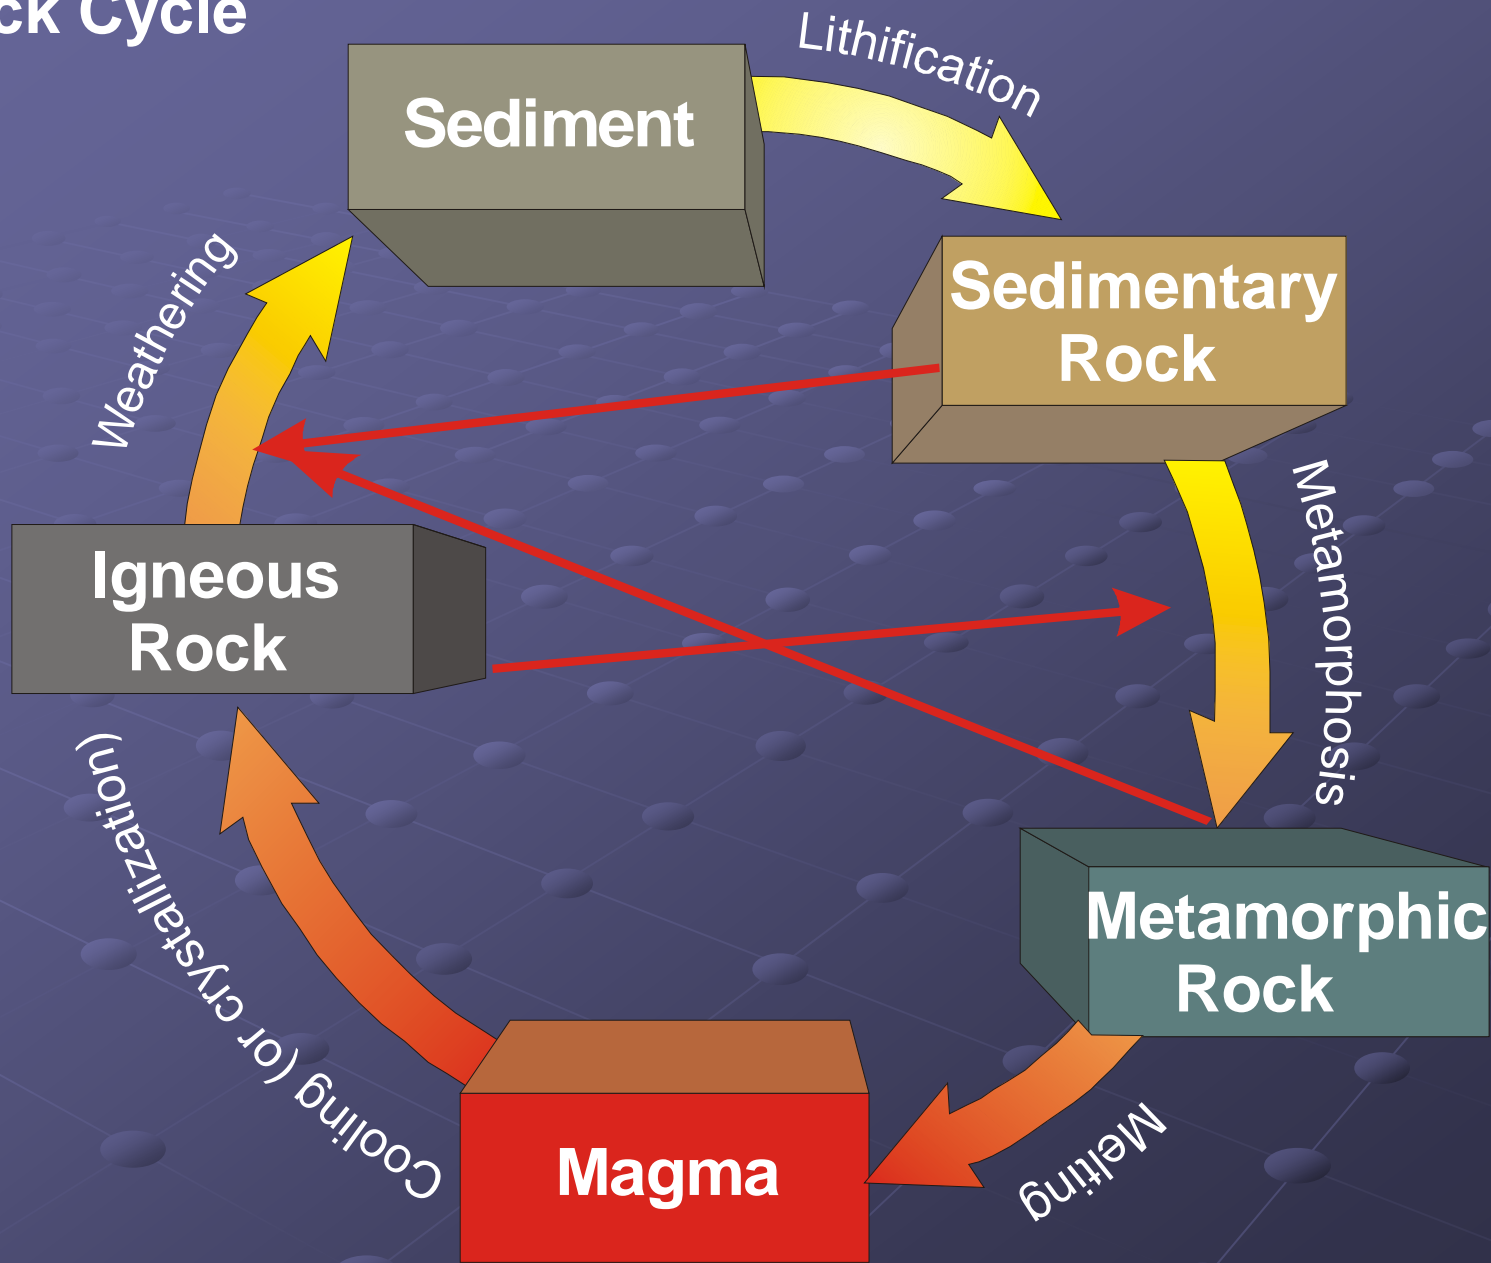 ck Cycle
Lithification
Sediment
Weathering
Sedimentary
Rock
Metamorphosis
Igneous
Rock
Metamorphic
Rock
Cooling (or crystallization)
Melting
Magma